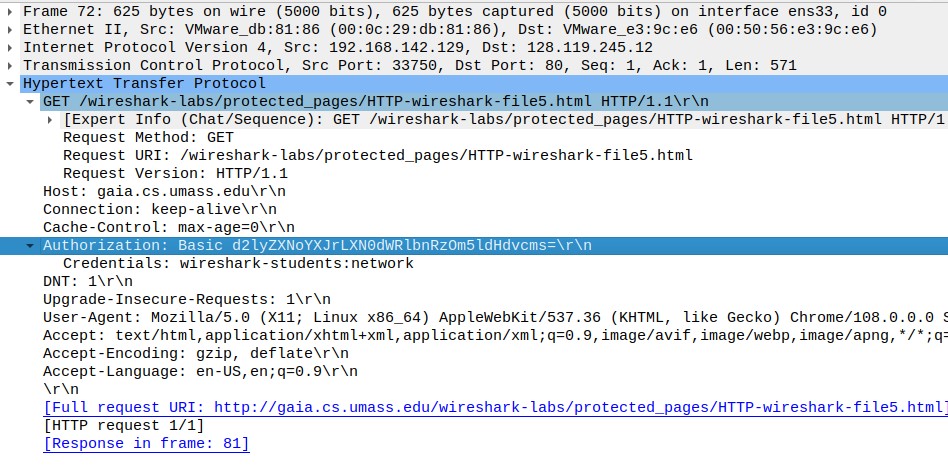 Frame 72: 625 bytes on wire (5000 bits), 625 bytes captured (5000 bits) on interface ens33, id 0
Ethernet II, Src: VMware_db:81:86 (00:0c:29:db:81:86), Dst: VMware_e3:9c:e6 (00:50:56:e3:9c:e6)
Internet Protocol Version 4, Src: 192.168.142.129, Dst: 128.119.245.12
Transmission Control Protocol, Src Port: 33750, Dst Port: 80, Seq: 1, Ack: 1, Len: 571
Hypertext Transfer Protocol
GET /wireshark-labs/protected_pages/HTTP-wireshark-file5.html HTTP/1.1\r\n
[Expert Info (Chat/Sequence): GET /wireshark-labs/protected_pages/HTTP-wireshark-file5.html HTTP/1
Request Method: GET
Request URI: /wireshark-labs/protected_pages/HTTP-wireshark-file5.html
Request Version: HTTP/1.1
Host: gaia.cs.umass.edu\r\n
Connection: keep-alive\r\n
Cache-Control: max-age=0\r\n
Authorization: Basic d2lyZXNoYXJrLXN0dWRlbnRzOm5ldHdvcms=\r\n
Credentials: wireshark-students:network
DNT: 1\r\n
Upgrade-Insecure-Requests: 1\r\n
User-Agent: Mozilla/5.0 (X11; Linux x86_64) AppleWebKit/537.36 (KHTML, like Gecko) Chrome/108.0.0.0 S
Accept: text/html,application/xhtml+xml,application/xml;q=0.9,image/avif,image/webp,image/apng,*/*;q=
Accept-Encoding: gzip, deflate\r\n
Accept-Language: en-US,en;q=0.9\r\n
\r\n
[Full request URI: http://gaia.cs.umass.edu/wireshark-labs/protected_pages/HTTP-wireshark-file5.html]
[HTTP request 1/1]
[Response in frame: 81]